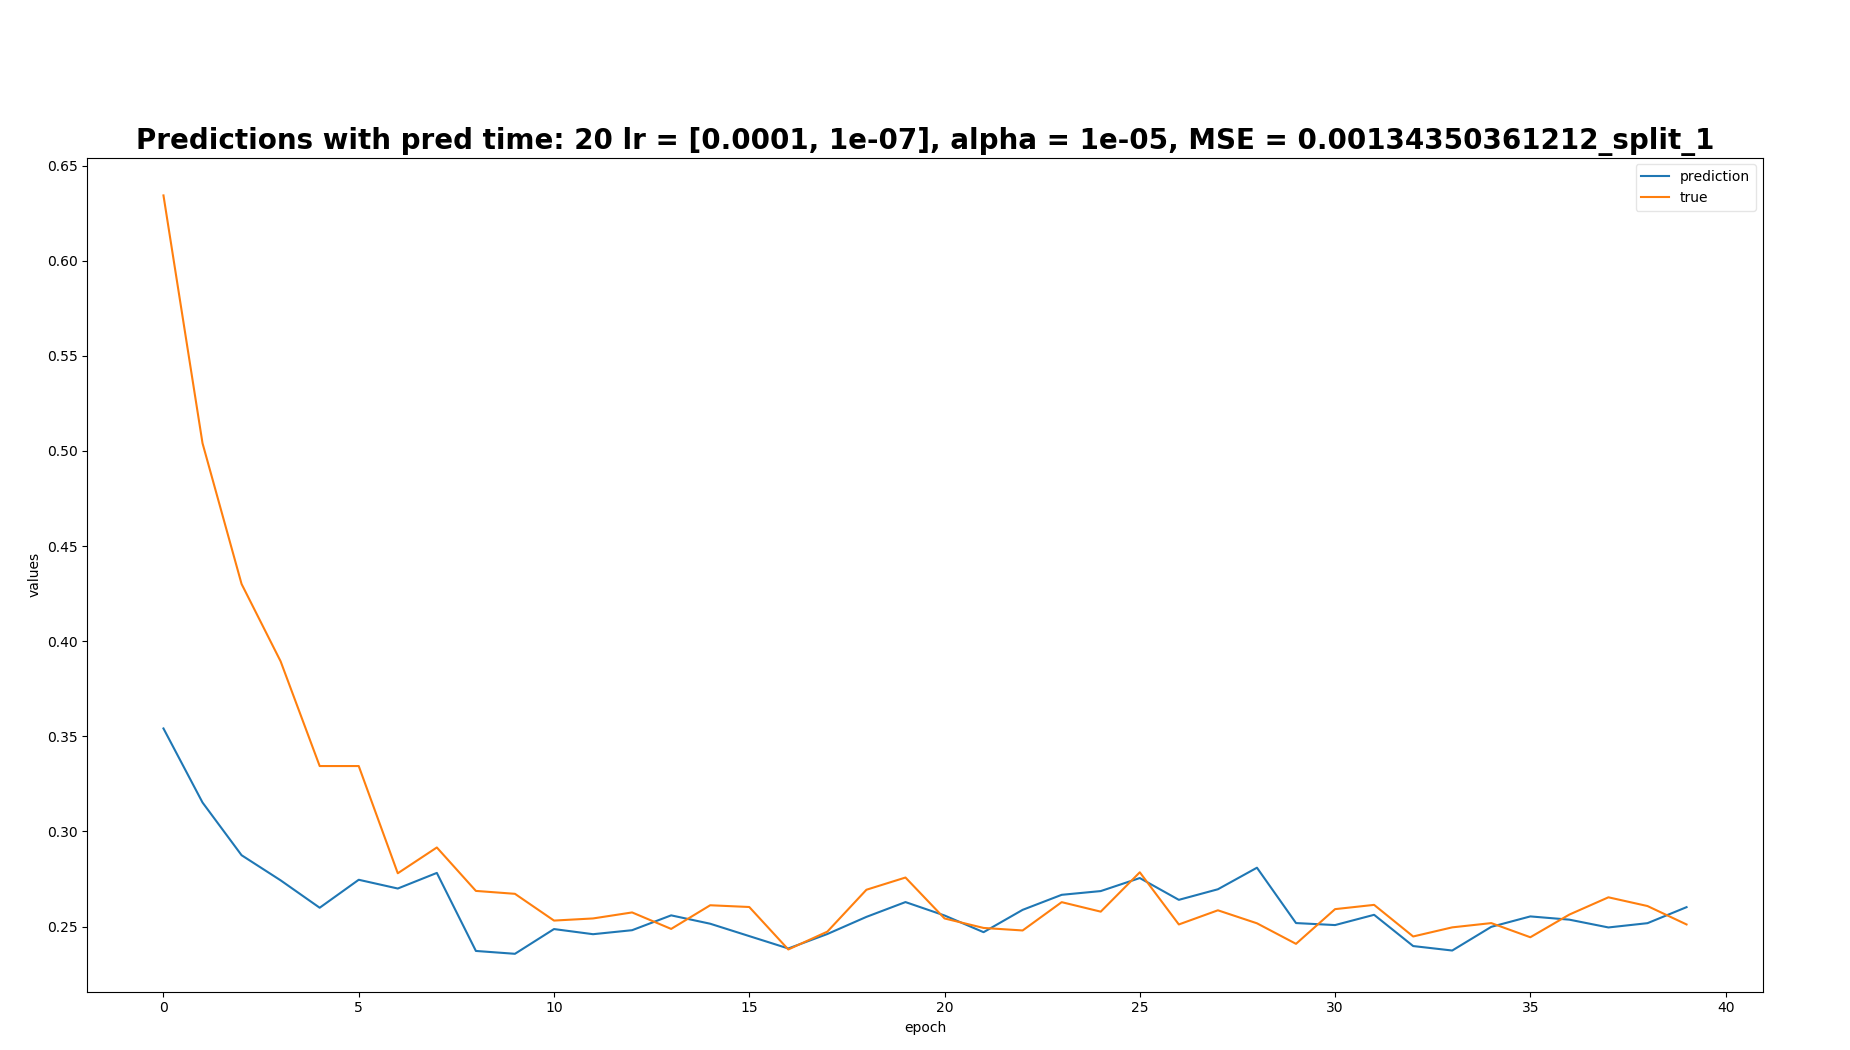 Predictions with pred time: 20 lr = [0.0001, 1e-07], alpha = 1e-05, MSE = 0.00134350361212_split_1
prediction
true
0.65
0.60
0.55
0.50
0.45
0.40
0.35
0.30
0.25
values
0 5 10 15 20 25 30 35 40
epoch